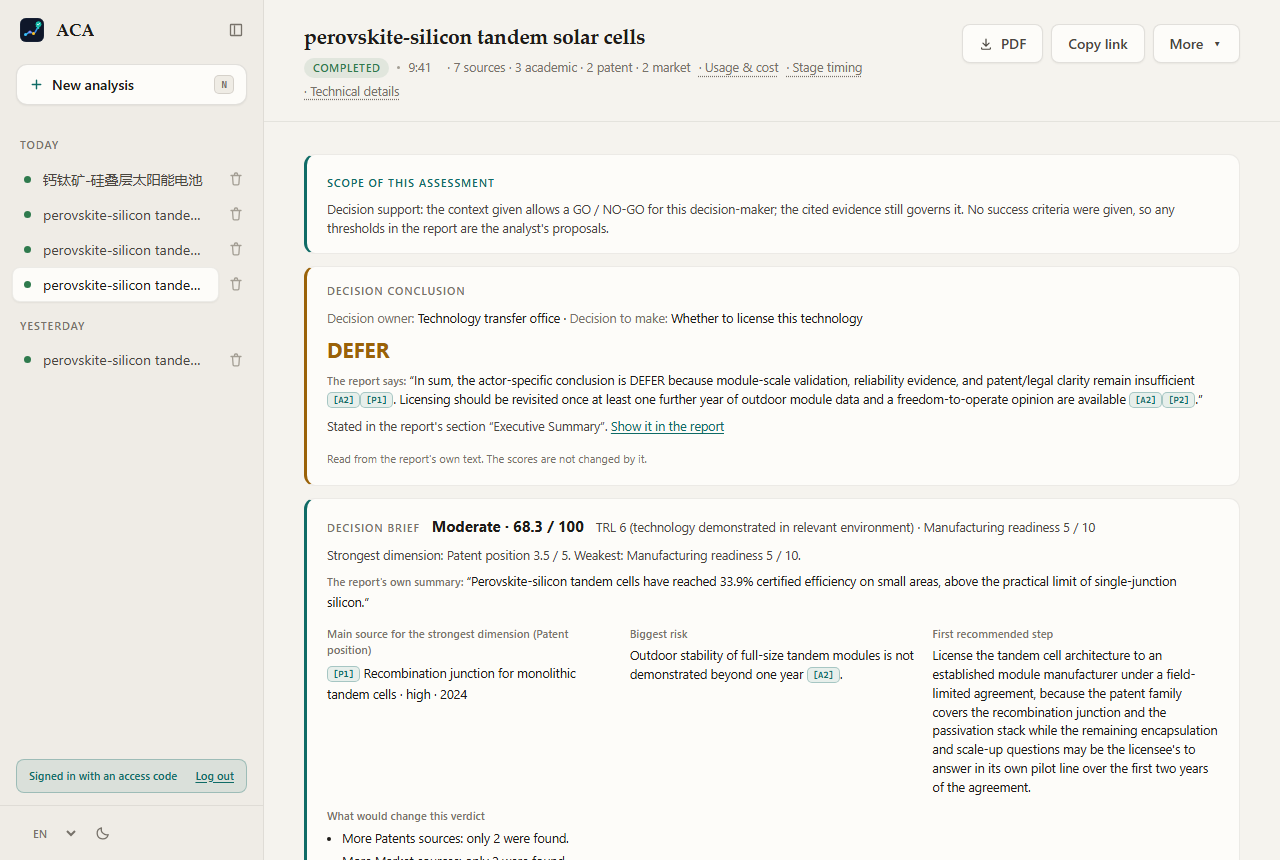 ACA
New analysis
N
TODAY
钙钛矿-硅叠层太阳能电池
perovskite-silicon tande...
perovskite-silicon tande...
perovskite-silicon tande...
YESTERDAY
perovskite-silicon tande...
Signed in with an access code Log out
EN
perovskite-silicon tandem solar cells
COMPLETED • 9:41 · 7 sources · 3 academic · 2 patent · 2 market · Usage & cost · Stage timing
· Technical details
PDF
Copy link
More
SCOPE OF THIS ASSESSMENT
Decision support: the context given allows a GO / NO-GO for this decision-maker; the cited evidence still governs it. No success criteria were given, so any
thresholds in the report are the analyst's proposals.
DECISION CONCLUSION
Decision owner: Technology transfer office · Decision to make: Whether to license this technology
DEFER
The report says: “In sum, the actor-specific conclusion is DEFER because module-scale validation, reliability evidence, and patent/legal clarity remain insufficient
[A2] [P1]. Licensing should be revisited once at least one further year of outdoor module data and a freedom-to-operate opinion are available [A2] [P2].”
Stated in the report's section “Executive Summary”. Show it in the report
Read from the report's own text. The scores are not changed by it.
DECISION BRIEF Moderate · 68.3 / 100 TRL 6 (technology demonstrated in relevant environment) · Manufacturing readiness 5 / 10
Strongest dimension: Patent position 3.5 / 5. Weakest: Manufacturing readiness 5 / 10.
The report's own summary: “Perovskite-silicon tandem cells have reached 33.9% certified efficiency on small areas, above the practical limit of single-junction
silicon.”
Main source for the strongest dimension (Patent
position)
[P1] Recombination junction for monolithic
tandem cells · high · 2024
Biggest risk
Outdoor stability of full-size tandem modules is not
demonstrated beyond one year [A2].
First recommended step
License the tandem cell architecture to an
established module manufacturer under a field-
limited agreement, because the patent family
covers the recombination junction and the
passivation stack while the remaining encapsulation
and scale-up questions may be the licensee's to
answer in its own pilot line over the first two years
of the agreement.
What would change this verdict
• More Patents sources: only 2 were found.
• More Market sources: only 2 were found.